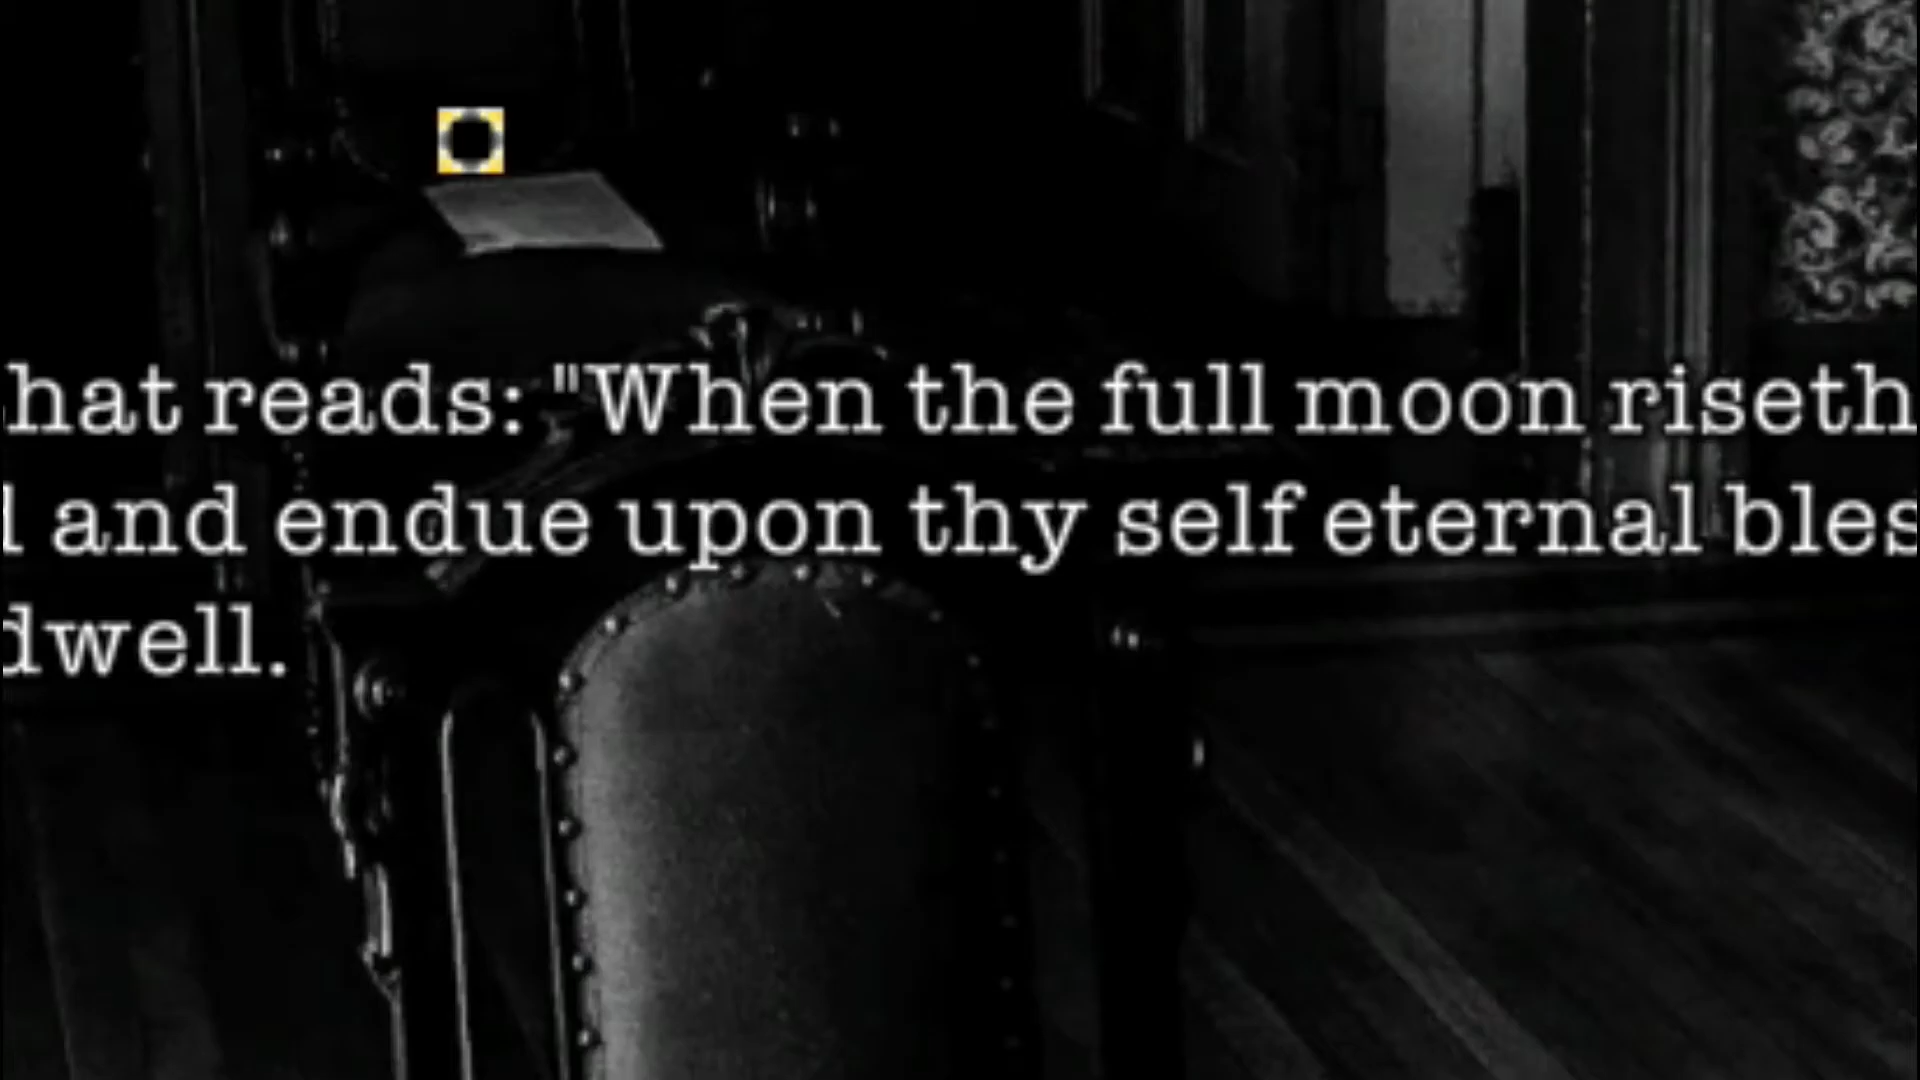 hat reads: "When the full moon riseth
and endue upon thy self eternal bles
dwell.